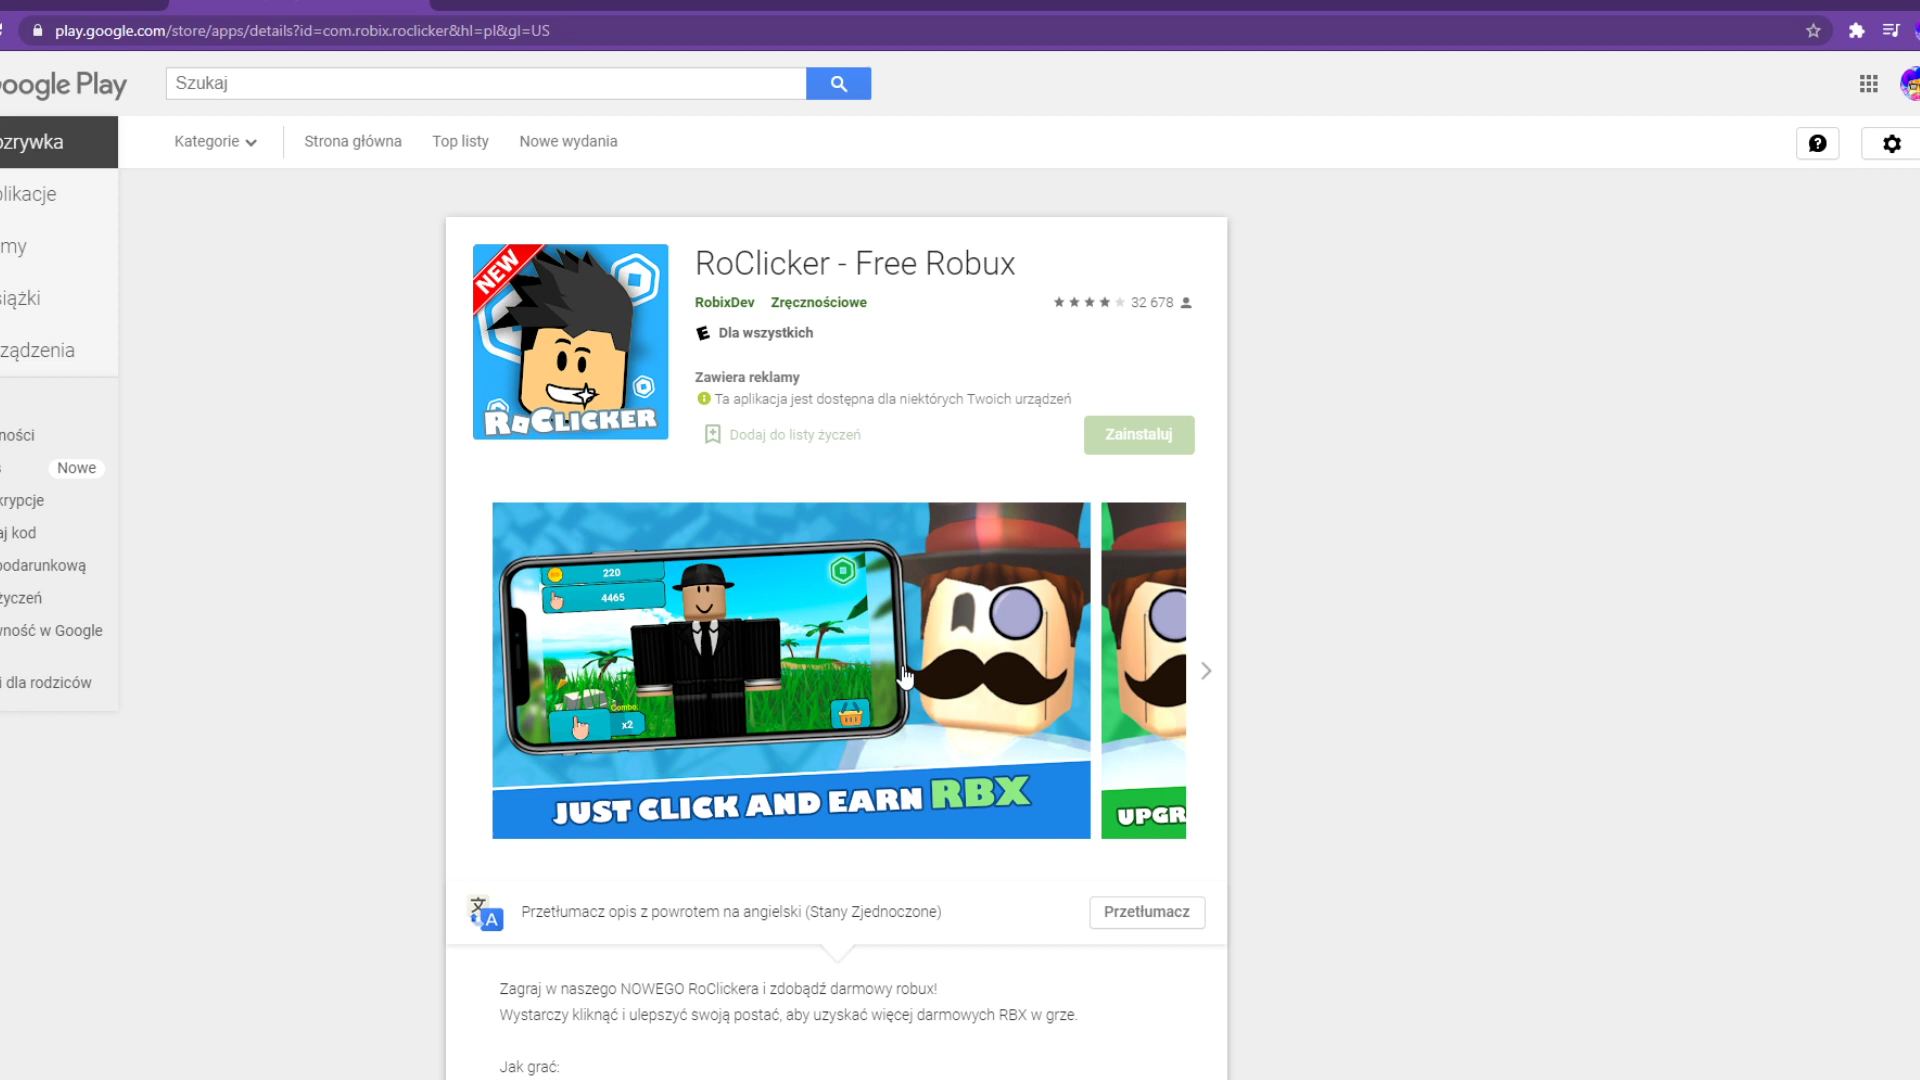 play.google.com/store/apps/details?id=com.robix.roclicker&hl=pl&gl=US
oogle Play
Szukaj
ozrywka
Kategorie
Strona główna
Top listy
Nowe wydania
plikacje
my
siążki
ządzenia
ności
s
Nowe
krypcje
aj kod
podarunkową
życzeń
wność w Google
i dla rodziców
NEW
RoCLICKER
RoClicker - Free Robux
RobixDev Zręcznościowe
32 678
E Dla wszystkich
Zawiera reklamy
Ta aplikacja jest dostępna dla niektórych Twoich urządzeń
Dodaj do listy życzeń
Zainstaluj
220
4465
Combo:
x2
JUST CLICK AND EARN RBX
UPGR
Przetłumacz opis z powrotem na angielski (Stany Zjednoczone)
Przetłumacz
Zagraj w naszego NOWEGO RoClickera i zdobądź darmowy robux!
Wystarczy kliknąć i ulepszyć swoją postać, aby uzyskać więcej darmowych RBX w grze.
Jak grać: